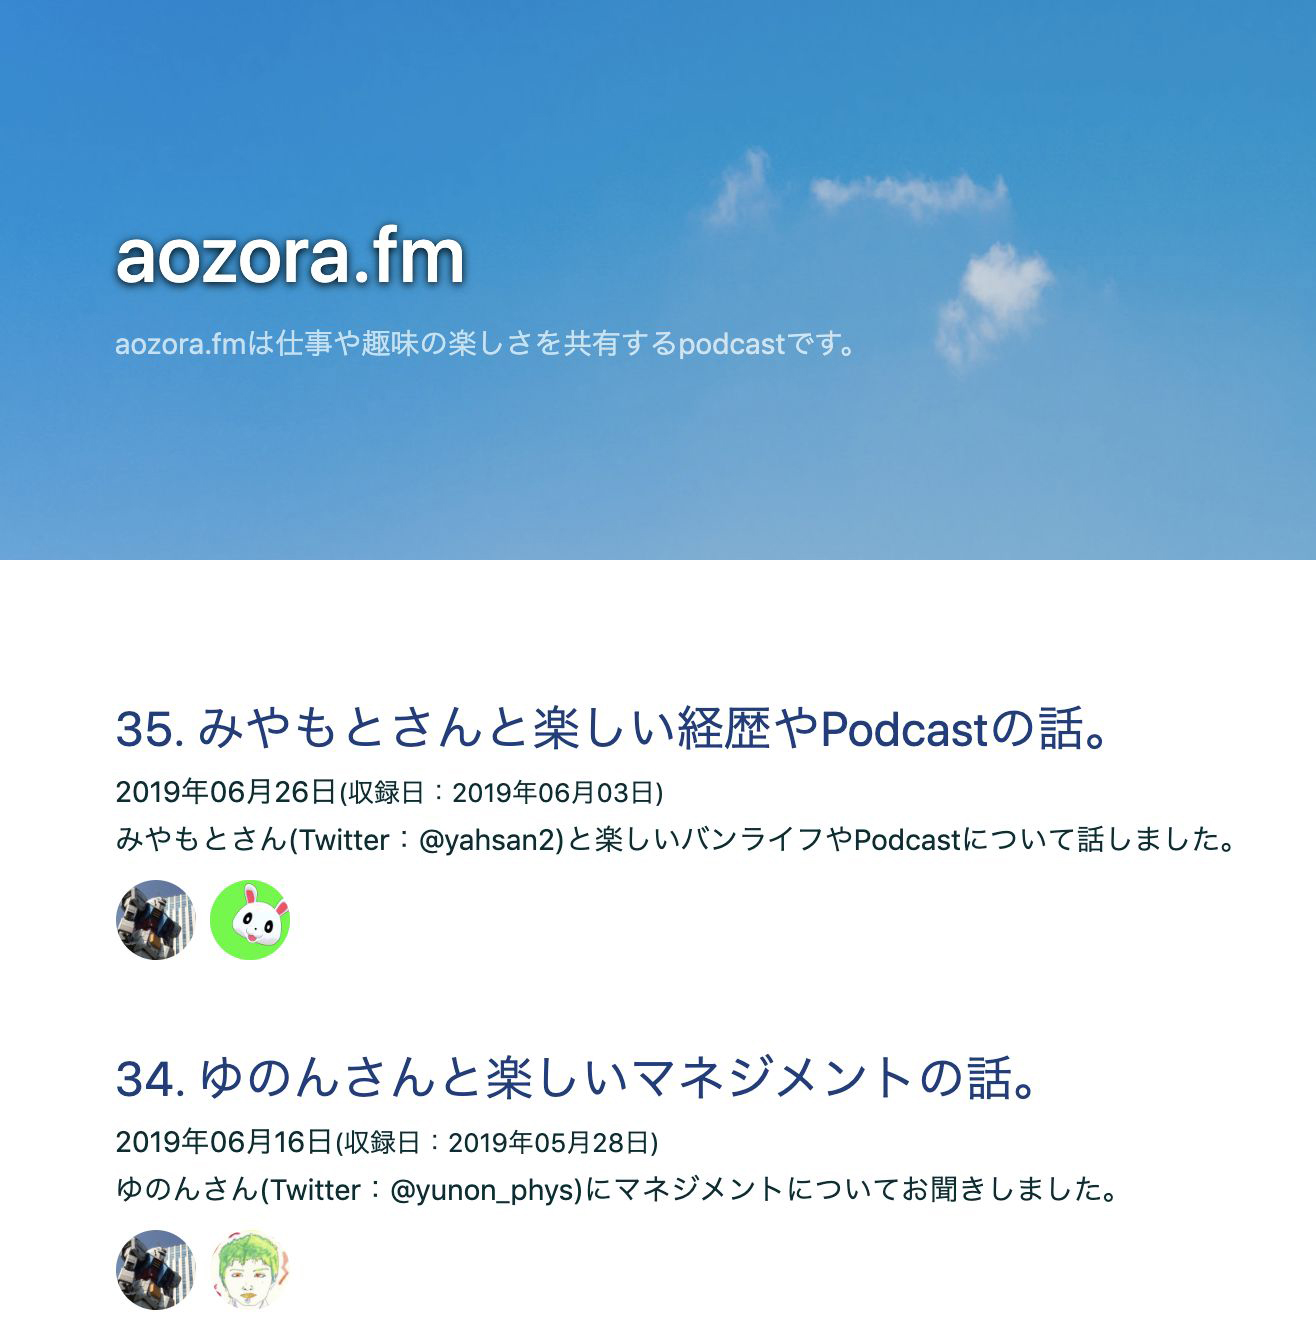 aozora.fm
aozora.fmは仕事や趣味の楽しさを共有するpodcastです。
35. みやもとさんと楽しい経歴やPodcastの話。
2019年06月26日(収録日：2019年06月03日)
みやもとさん(Twitter：@yahsan2)と楽しいバンライフやPodcastについて話しました。
34. ゆのんさんと楽しいマネジメントの話。
2019年06月16日(収録日：2019年05月28日)
ゆのんさん(Twitter：@yunon_phys)にマネジメントについてお聞きしました。